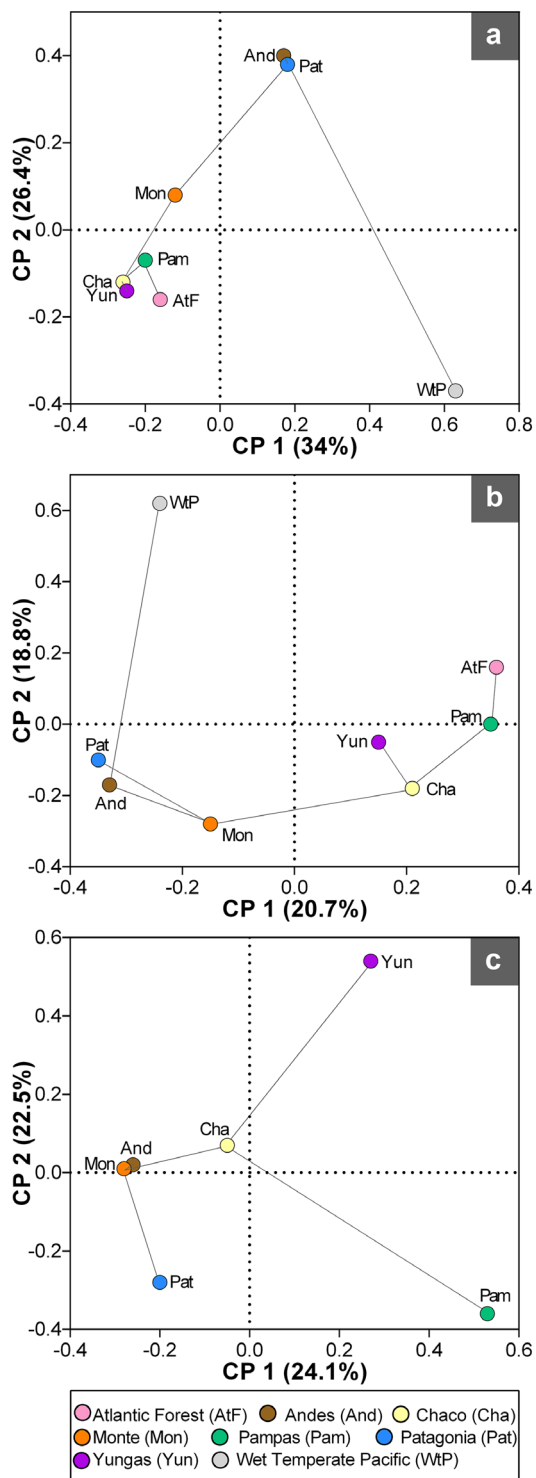 a
0.4
And
Pat
0.2
Mon
0.0
Pam
Cha
Yun
AtF
-0.2
WtP
-0.4
-0.4 -0.2 0.0 0.2 0.4 0.6 0.8
CP 1 (34%)
CP 2 (26.4%)
b
0.6
WtP
0.4
0.2
AtF
Pam
0.0
Yun
Pat
And
Cha
-0.2
Mon
-0.4
-0.4 -0.2 0.0 0.2 0.4
CP 1 (20.7%)
CP 2 (18.8%)
c
0.6
Yun
0.4
0.2
Cha
And
Mon
0.0
-0.2
Pat
Pam
-0.4
-0.4 -0.2 0.0 0.2 0.4 0.6
CP 1 (24.1%)
CP 2 (22.5%)
Atlantic Forest (AtF) Andes (And) Chaco (Cha)
Monte (Mon) Pampas (Pam) Patagonia (Pat)
Yungas (Yun) Wet Temperate Pacific (WtP)